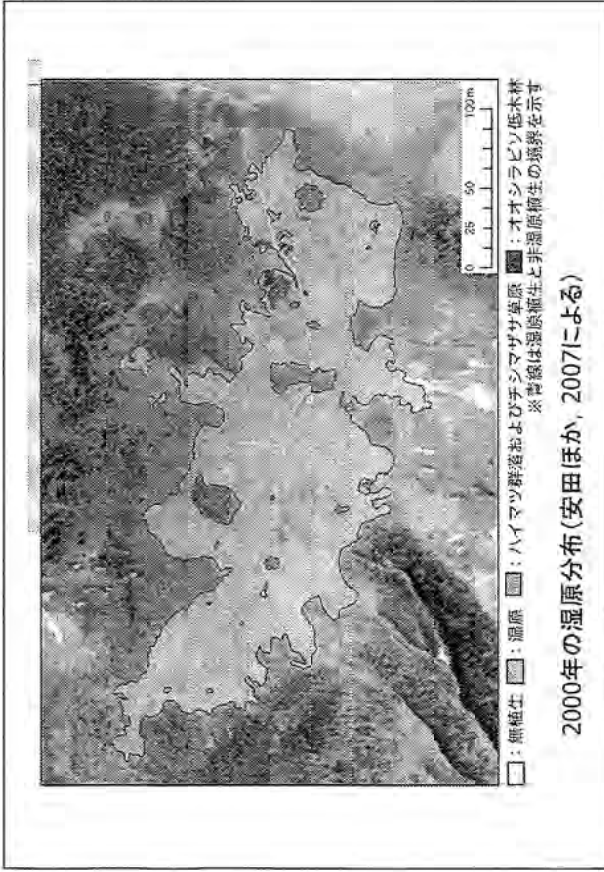 0 25 50 100m
□：無植生 ：湿原 ：ハイマツ群落およびチシマザサ草原 ：オオシラビソ低木林
※青線は湿原植生と非湿原植生の境界を示す
2000年の湿原分布(安田ほか, 2007による)